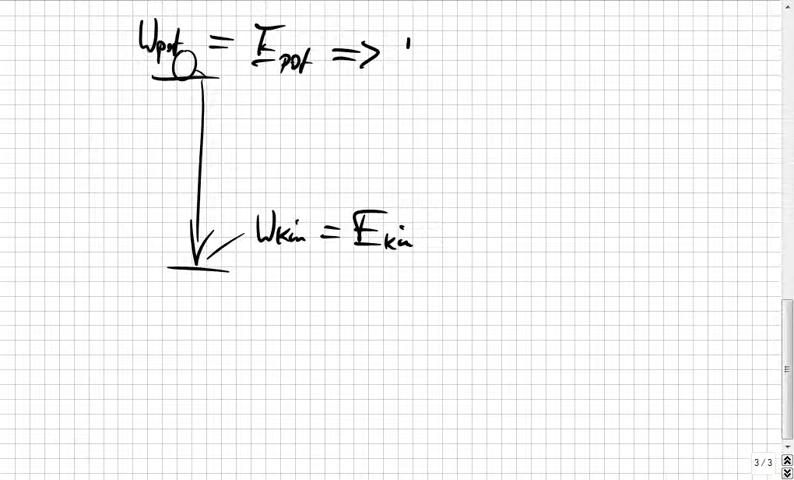 Wpot = Epot => '
Wkin = Ekin
3 / 3